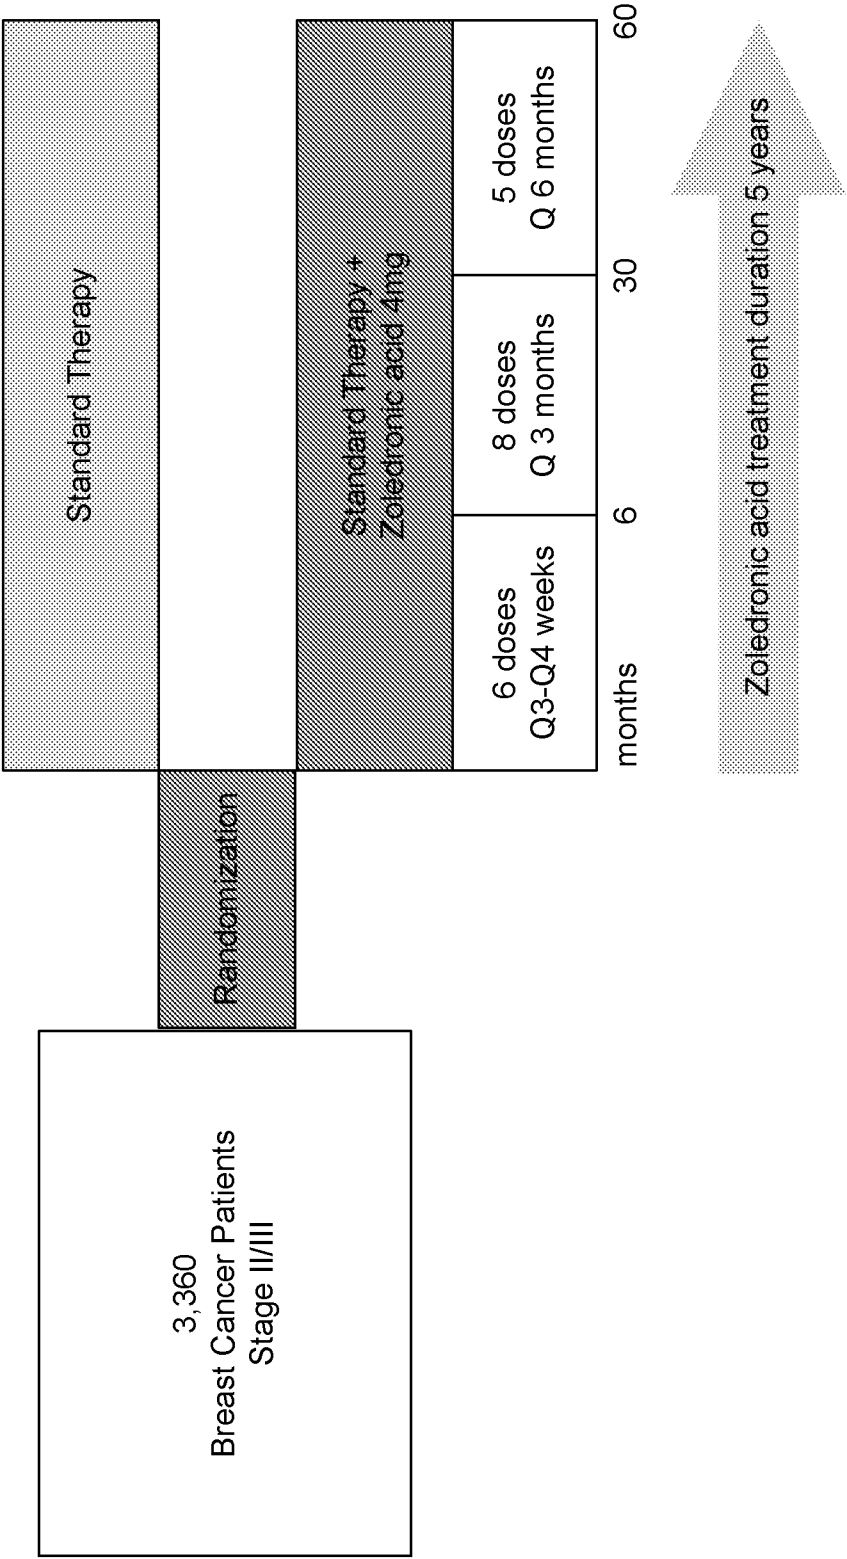 3,360
Breast Cancer Patients
Stage II/III
Randomization
Standard Therapy
Standard Therapy +
Zoledronic acid 4mg
6 doses
Q3-Q4 weeks
8 doses
Q 3 months
5 doses
Q 6 months
months
6
30
60
Zoledronic acid treatment duration 5 years